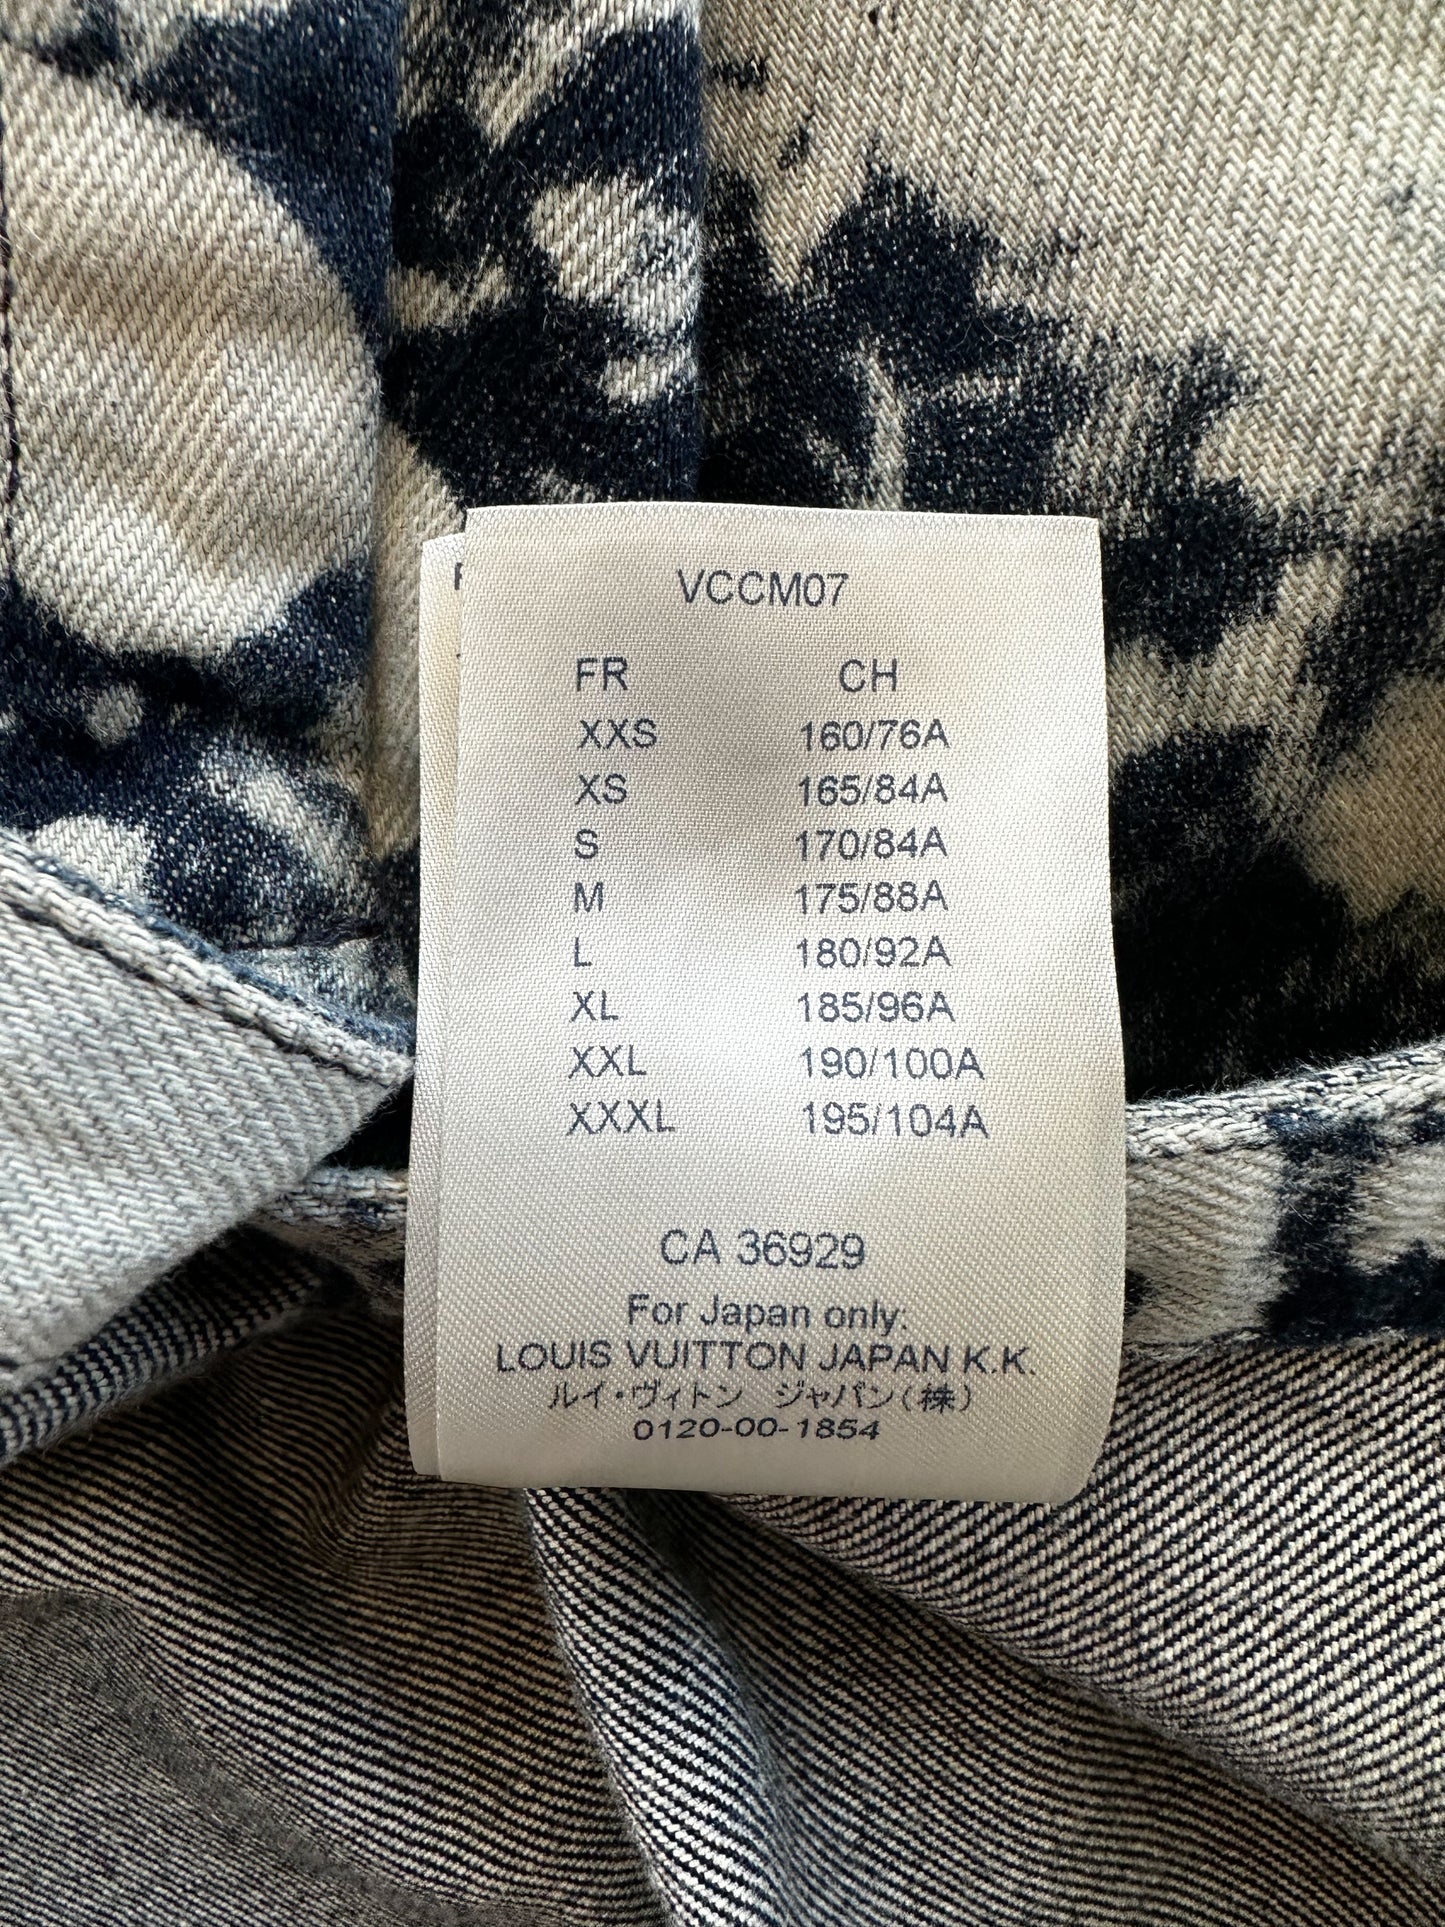 VCCM07
FR CH
XXS 160/76A
XS 165/84A
S 170/84A
M 175/88A
L 180/92A
XL 185/96A
XXL 190/100A
XXXL 195/104A
CA 36929
For Japan only:
LOUIS VUITTON JAPAN K.K.
ルイ・ヴィトン ジャパン(株)
0120-00-1854